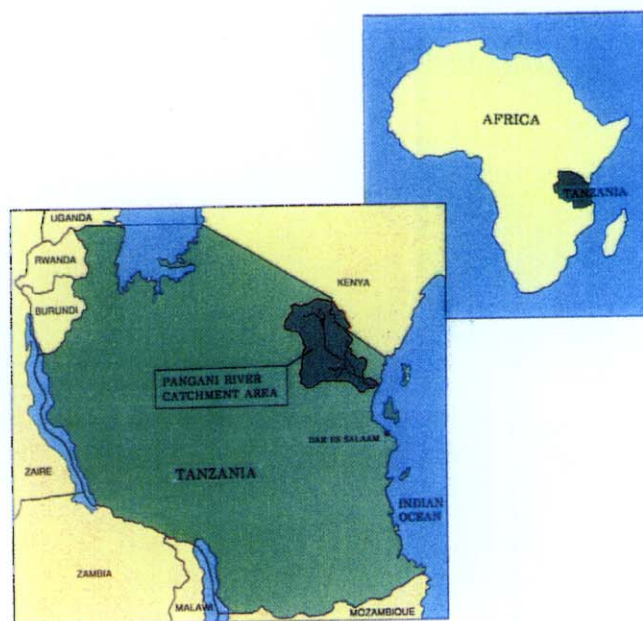 AFRICA
TANZANIA
UGANDA
RWANDA
BURUNDI
KENYA
PANGANI RIVER
CATCHMENT AREA
DAR ES SALAAM
ZAIRE
TANZANIA
INDIAN
OCEAN
ZAMBIA
MALAWI
MOZAMBIQUE